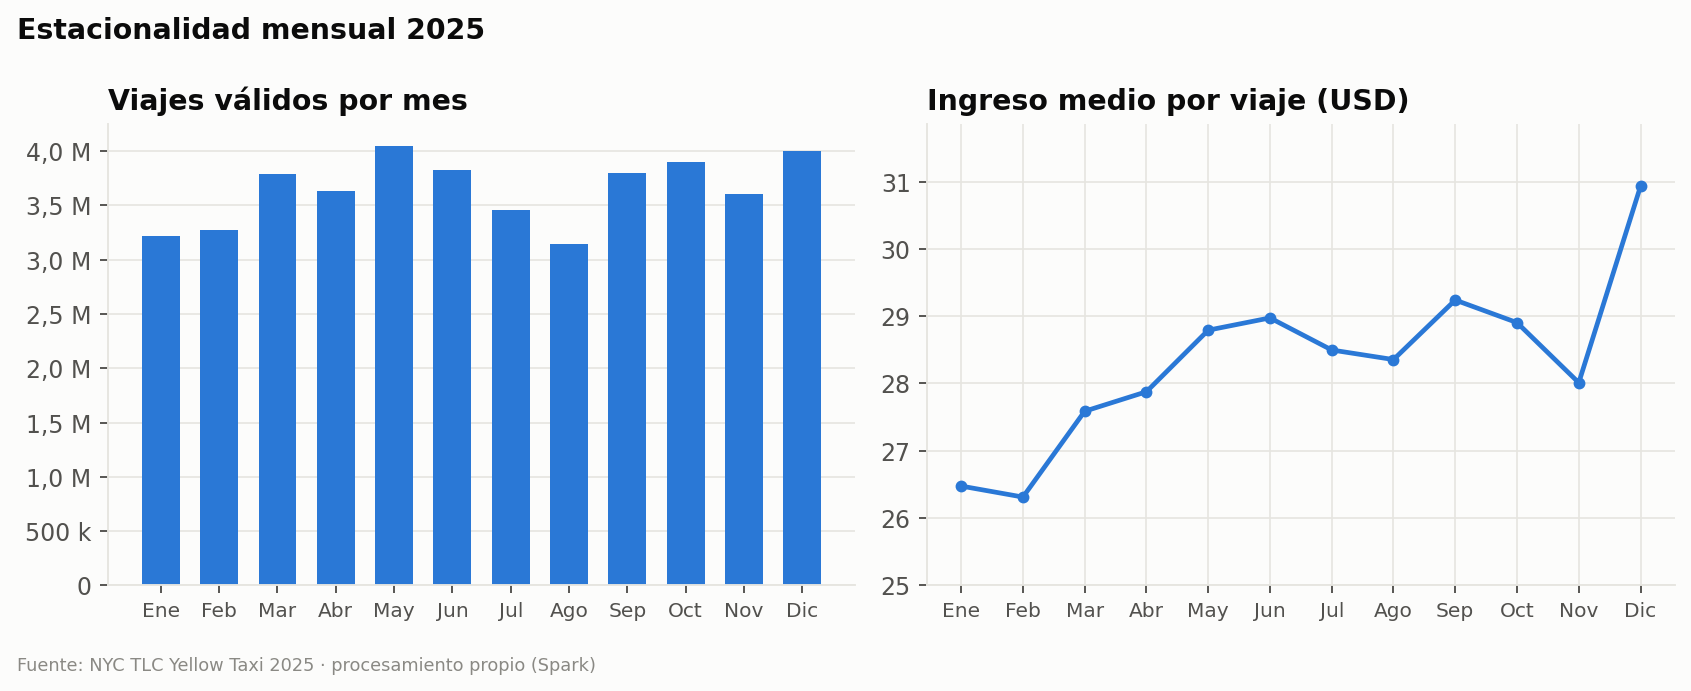 Estacionalidad mensual 2025
Viajes válidos por mes
4,0 M
3,5 M
3,0 M
2,5 M
2,0 M
1,5 M
1,0 M
500 k
0
Ene Feb Mar Abr May Jun Jul Ago Sep Oct Nov Dic
Ingreso medio por viaje (USD)
31
30
29
28
27
26
25
Ene Feb Mar Abr May Jun Jul Ago Sep Oct Nov Dic
Fuente: NYC TLC Yellow Taxi 2025 · procesamiento propio (Spark)